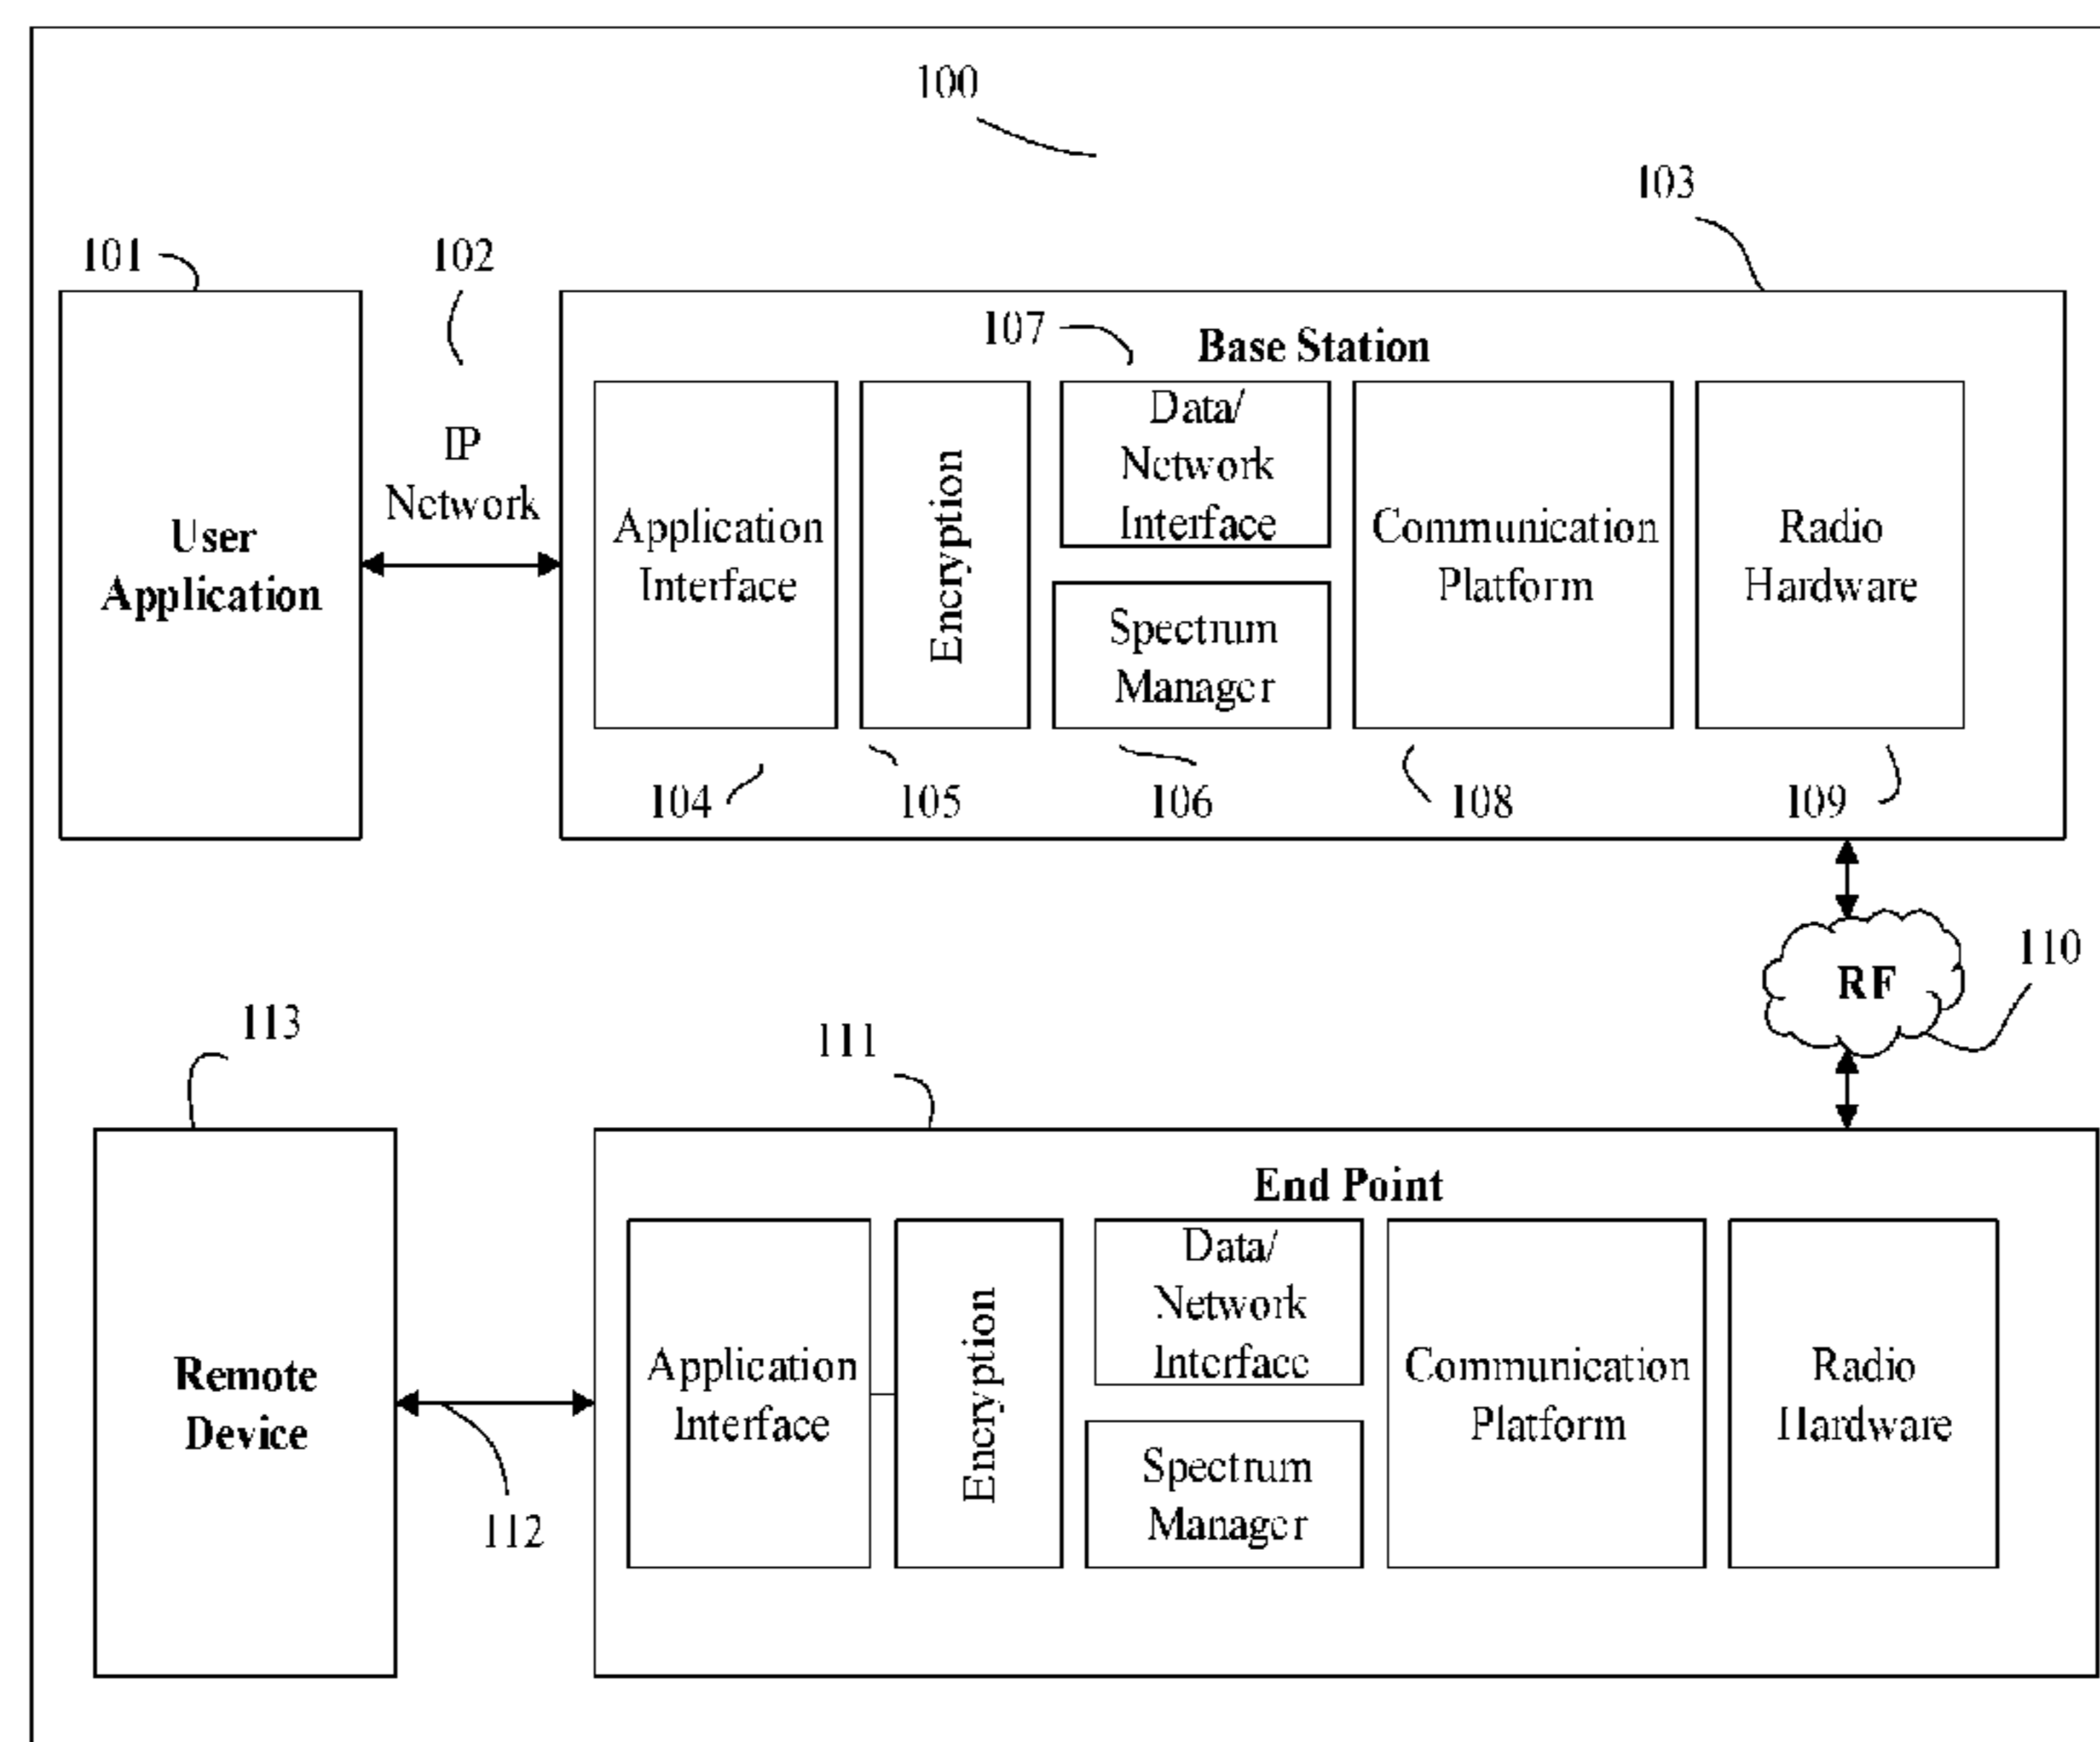 100
103
101
102
107
Base Station
IP
Network
User
Application
Application
Interface
Encryption
Data/
Network
Interface
Spectrum
Manager
Communication
Platform
Radio
Hardware
104
105
106
108
109
RF
110
113
111
End Point
Remote
Device
112
Application
Interface
Encryption
Data/
Network
Interface
Spectrum
Manager
Communication
Platform
Radio
Hardware